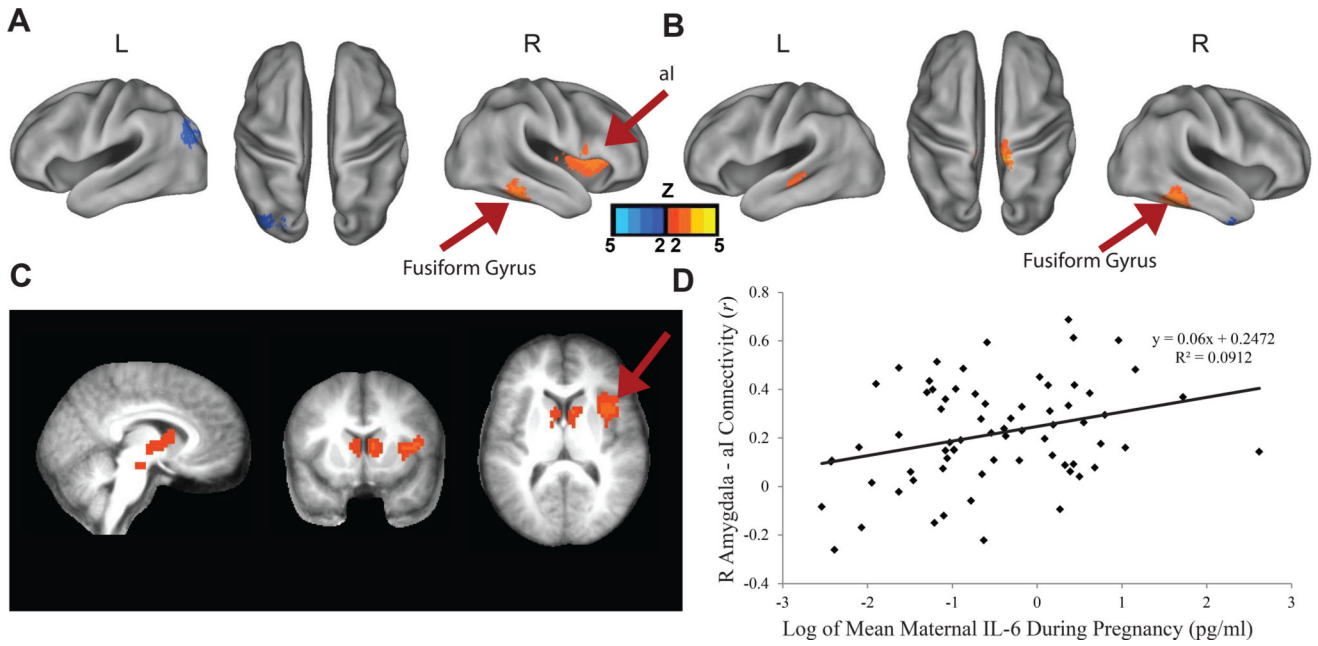 A
B
L
R
L
R
aI
Fusiform Gyrus
Z
5 2 2 5
Fusiform Gyrus
C
D
R Amygdala - aI Connectivity (r)
0.8
0.6
0.4
0.2
0
-0.2
-0.4
y = 0.06x + 0.2472
R² = 0.0912
-3 -2 -1 0 1 2 3
Log of Mean Maternal IL-6 During Pregnancy (pg/ml)